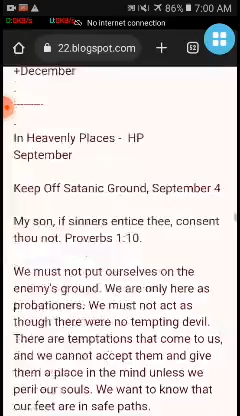 0:0KB/s U:0KB/s No internet connection 86% 7:00 AM
22.blogspot.com + 52
+December
.
----------
.
In Heavenly Places - HP
September
Keep Off Satanic Ground, September 4
My son, if sinners entice thee, consent
thou not. Proverbs 1:10.
We must not put ourselves on the
enemy's ground. We are only here as
probationers. We must not act as
though there were no tempting devil.
There are temptations that come to us,
and we cannot accept them and give
them a place in the mind unless we
peril our souls. We want to know that
our feet are in safe paths.